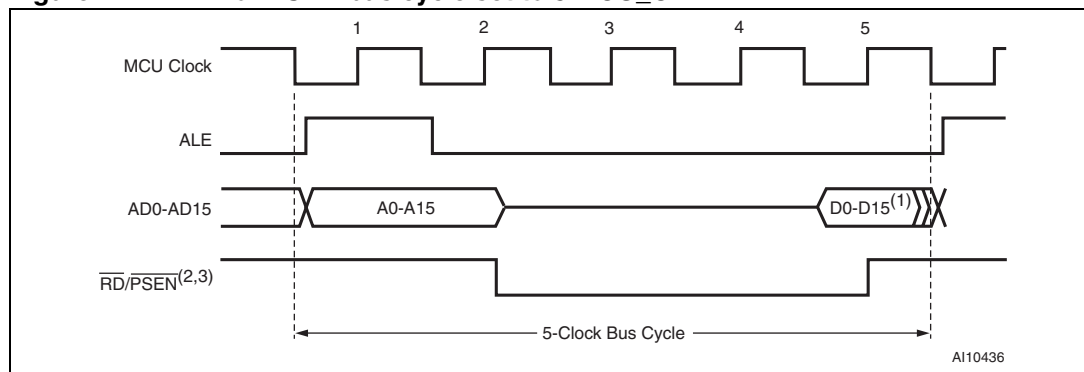 1 2 3 4 5
MCU Clock
ALE
AD0-AD15 A0-A15 D0-D15(1)
RD/PSEN(2,3)
5-Clock Bus Cycle
AI10436